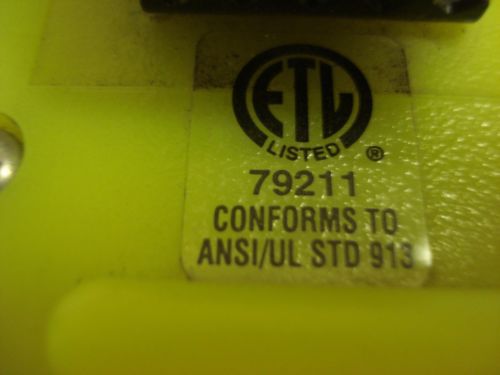 ETL
LISTED ®
79211
CONFORMS TO
ANSI/UL STD 913